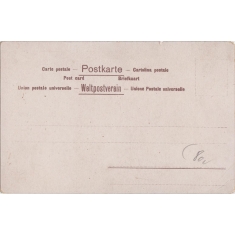 Carte postale — Postkarte — Cartolina postale
Post card Briefkaart
Union postale universelle — Weltpostverein — Unione Postale universale